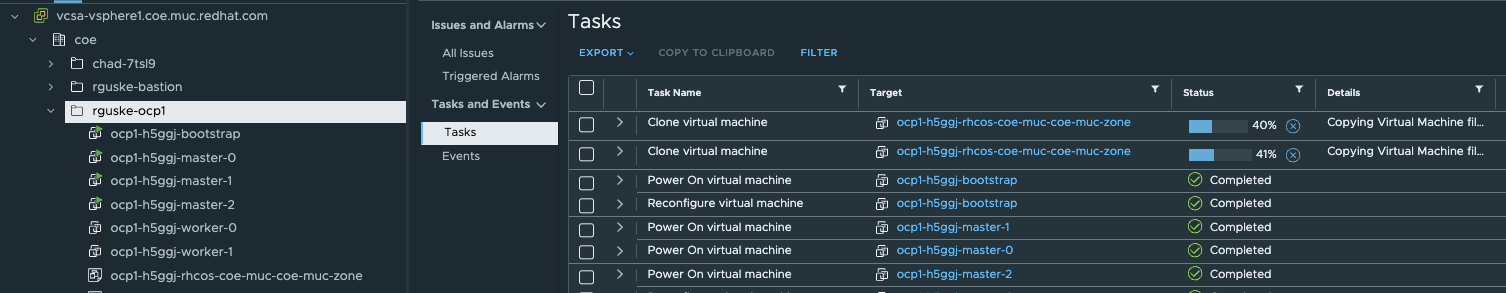 vcsa-vsphere1.coe.muc.redhat.com
coe
chad-7tsl9
rguske-bastion
rguske-ocp1
ocp1-h5ggj-bootstrap
ocp1-h5ggj-master-0
ocp1-h5ggj-master-1
ocp1-h5ggj-master-2
ocp1-h5ggj-worker-0
ocp1-h5ggj-worker-1
ocp1-h5ggj-rhcos-coe-muc-coe-muc-zone
Issues and Alarms
All Issues
Triggered Alarms
Tasks and Events
Tasks
Events
Tasks
EXPORT COPY TO CLIPBOARD FILTER
Task Name Target Status Details
Clone virtual machine ocp1-h5ggj-rhcos-coe-muc-coe-muc-zone 40% Copying Virtual Machine fil...
Clone virtual machine ocp1-h5ggj-rhcos-coe-muc-coe-muc-zone 41% Copying Virtual Machine fil...
Power On virtual machine ocp1-h5ggj-bootstrap Completed
Reconfigure virtual machine ocp1-h5ggj-bootstrap Completed
Power On virtual machine ocp1-h5ggj-master-1 Completed
Power On virtual machine ocp1-h5ggj-master-0 Completed
Power On virtual machine ocp1-h5ggj-master-2 Completed